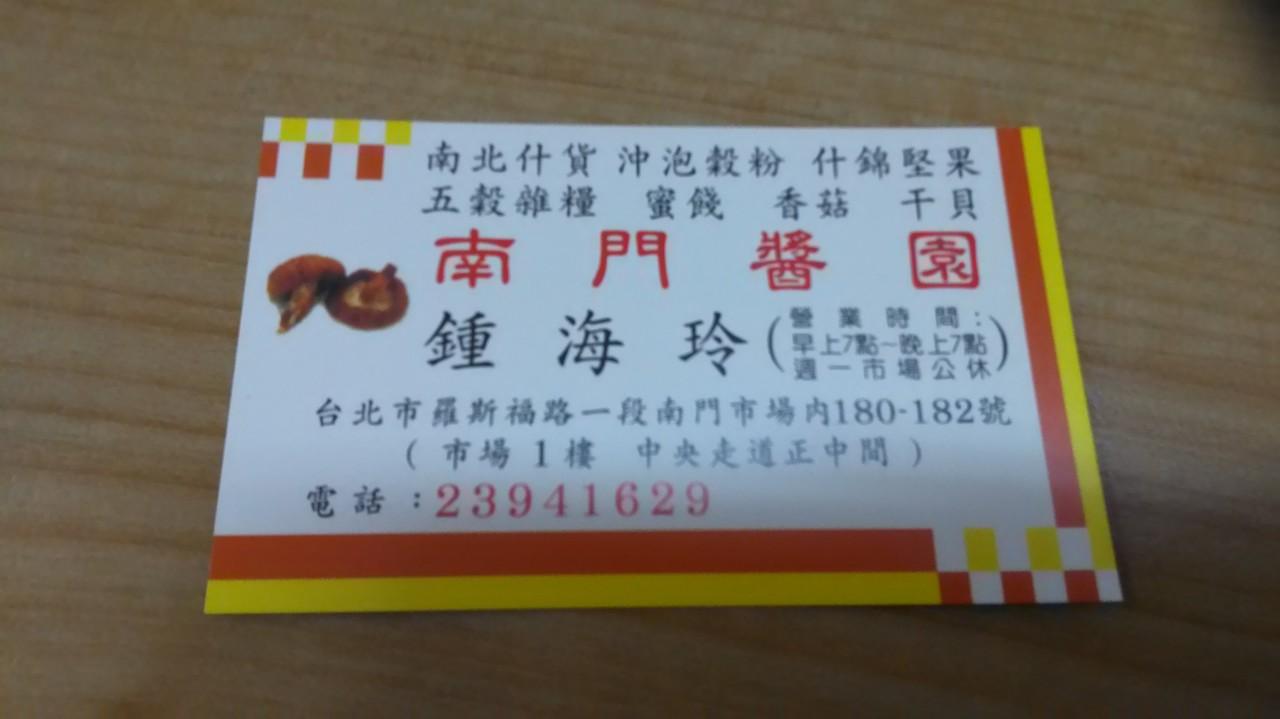 南北什貨 沖泡穀粉 什錦堅果
五穀雜糧 蜜餞 香菇 干貝
南門醬園
鍾海玲
(營業時間:
早上7點~晚上7點
週一市場公休)
台北市羅斯福路一段南門市場內180-182號
(市場1樓 中央走道正中間)
電話:23941629